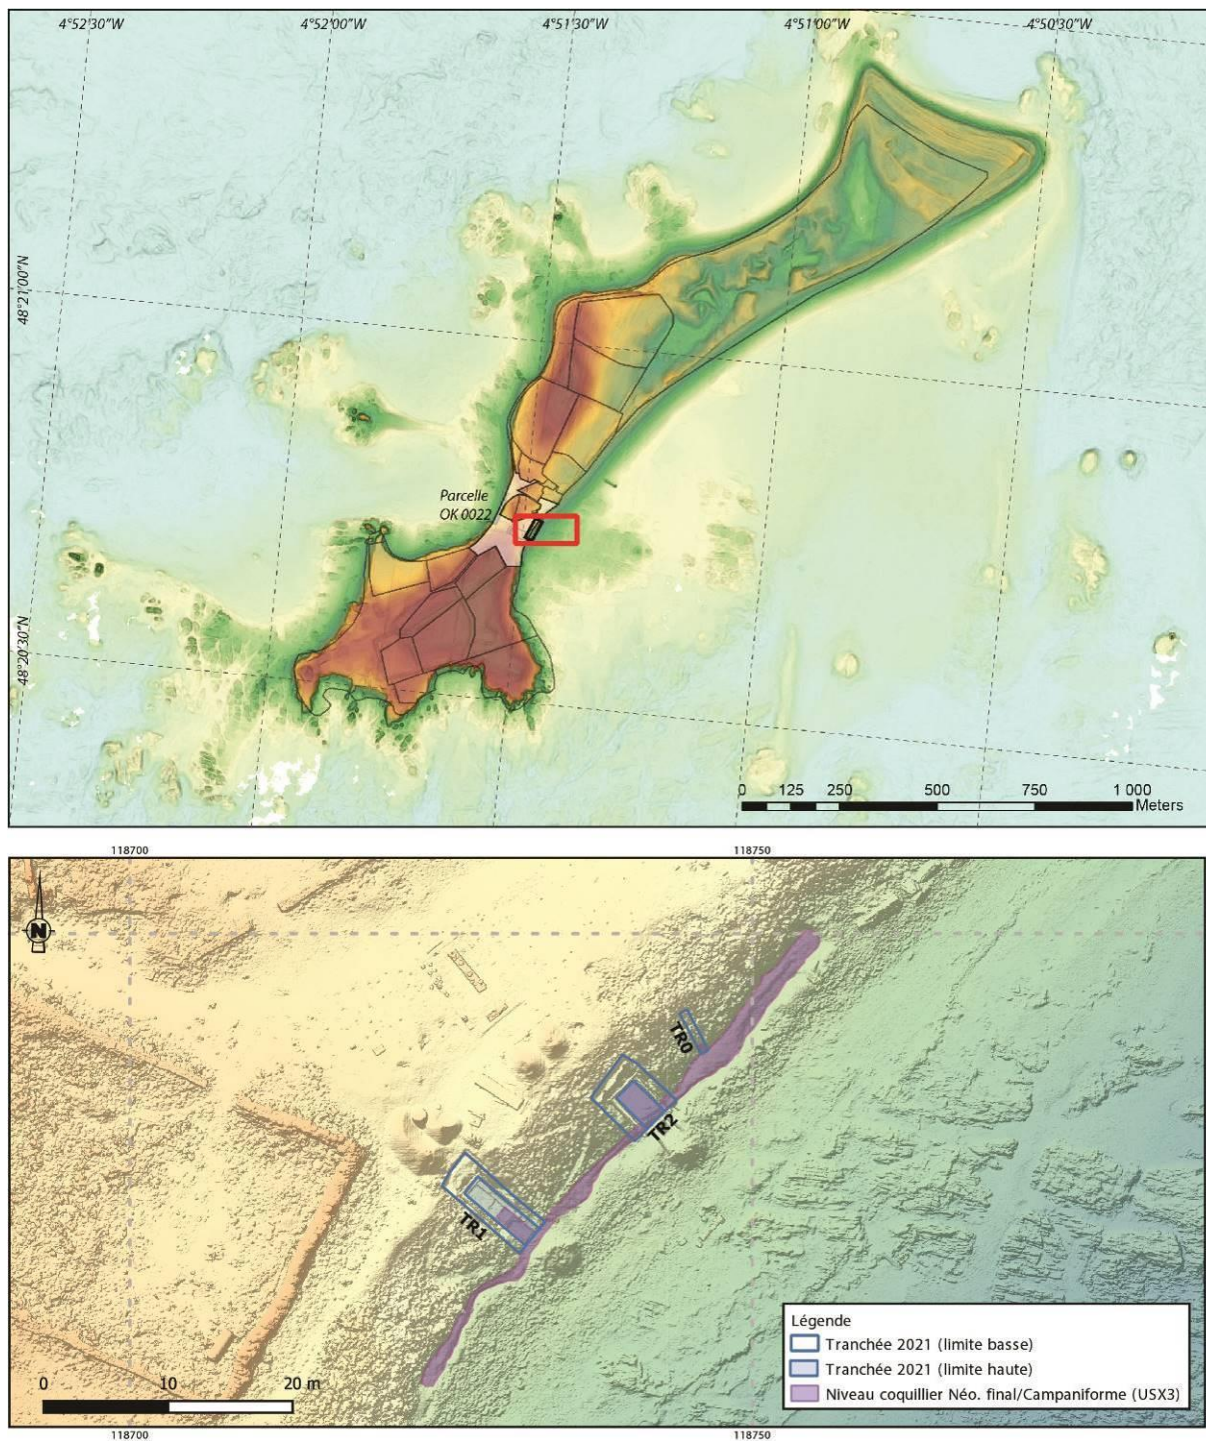 4°52'30"W
4°52'00"W
4°51'30"W
4°51'00"W
4°50'30"W
48°21'00"N
Parcelle
OK 0022
48°20'30"N
0 125 250 500 750 1 000
Meters
118700 118750
N
TR0
TR2
TR1
Légende
Tranchée 2021 (limite basse)
Tranchée 2021 (limite haute)
Niveau coquillier Néo. final/Campaniforme (USX3)
0 10 20 m
118700 118750